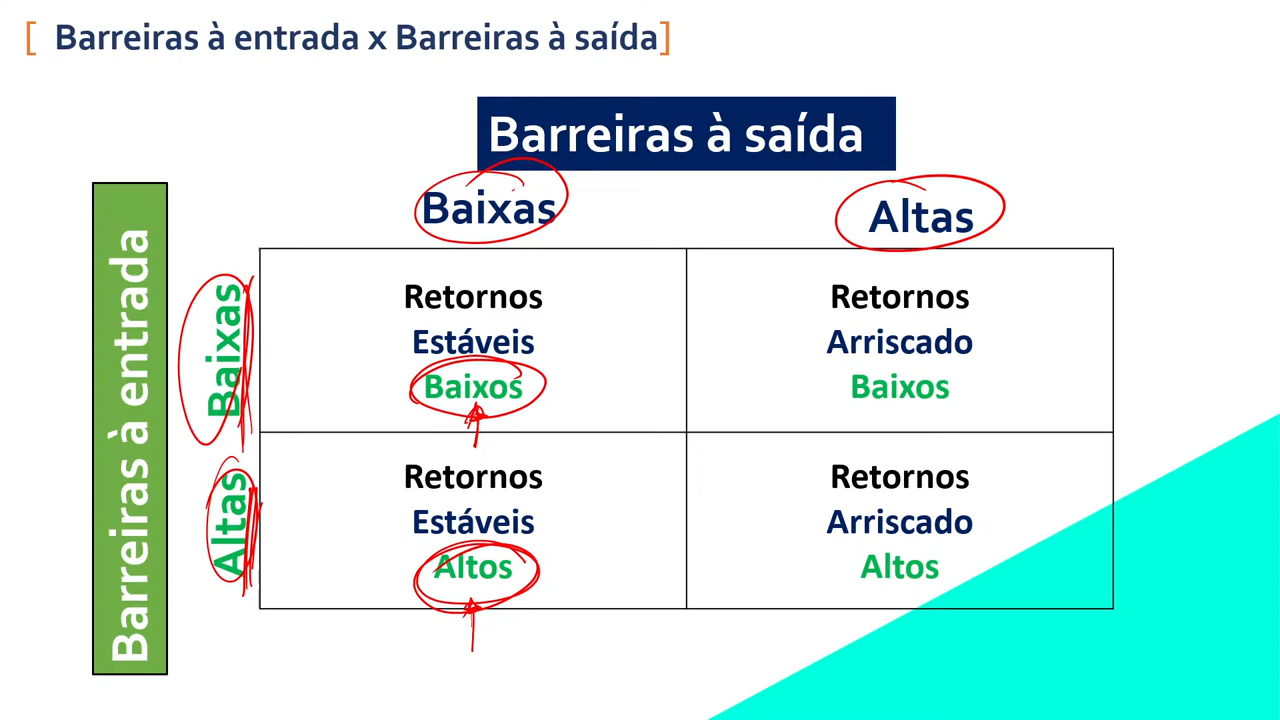 [ Barreiras à entrada x Barreiras à saída]
Barreiras à saída
Baixas
Altas
Barreiras à entrada
Baixas
Retornos
Estáveis
Baixos
Retornos
Arriscado
Baixos
Altas
Retornos
Estáveis
Altos
Retornos
Arriscado
Altos